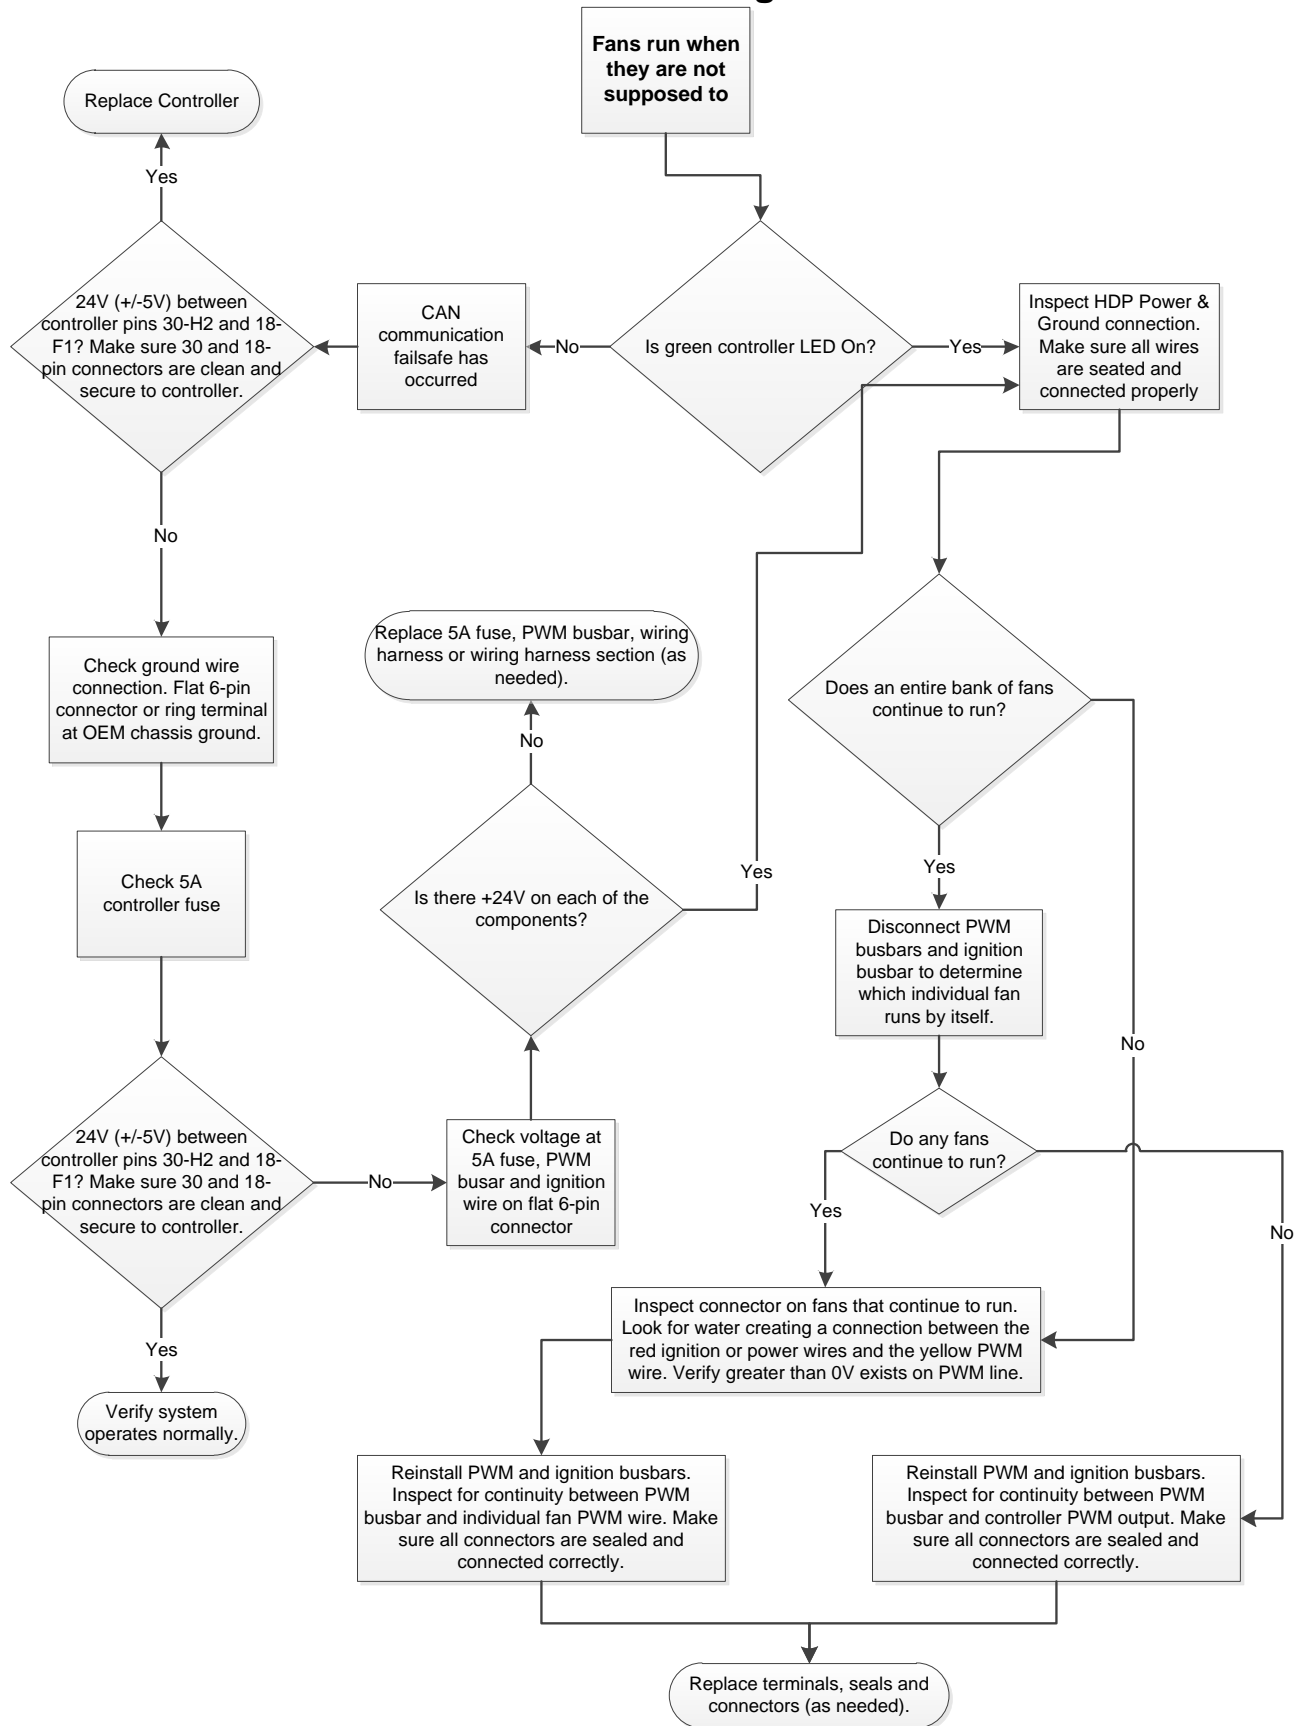 Fans run when
they are not
supposed to
Replace Controller
Yes
24V (+/-5V) between
controller pins 30-H2 and 18-
F1? Make sure 30 and 18-
pin connectors are clean and
secure to controller.
CAN
communication
failsafe has
occurred
No
Is green controller LED On?
Yes
Inspect HDP Power &
Ground connection.
Make sure all wires
are seated and
connected properly
No
Check ground wire
connection. Flat 6-pin
connector or ring terminal
at OEM chassis ground.
Replace 5A fuse, PWM busbar, wiring
harness or wiring harness section (as
needed).
No
Does an entire bank of fans
continue to run?
Check 5A
controller fuse
Is there +24V on each of the
components?
Yes
Yes
Disconnect PWM
busbars and ignition
busbar to determine
which individual fan
runs by itself.
No
24V (+/-5V) between
controller pins 30-H2 and 18-
F1? Make sure 30 and 18-
pin connectors are clean and
secure to controller.
No
Check voltage at
5A fuse, PWM
busar and ignition
wire on flat 6-pin
connector
Do any fans
continue to run?
Yes
No
Inspect connector on fans that continue to run.
Look for water creating a connection between the
red ignition or power wires and the yellow PWM
wire. Verify greater than 0V exists on PWM line.
Yes
Verify system
operates normally.
Reinstall PWM and ignition busbars.
Inspect for continuity between PWM
busbar and individual fan PWM wire. Make
sure all connectors are sealed and
connected correctly.
Reinstall PWM and ignition busbars.
Inspect for continuity between PWM
busbar and controller PWM output. Make
sure all connectors are sealed and
connected correctly.
Replace terminals, seals and
connectors (as needed).